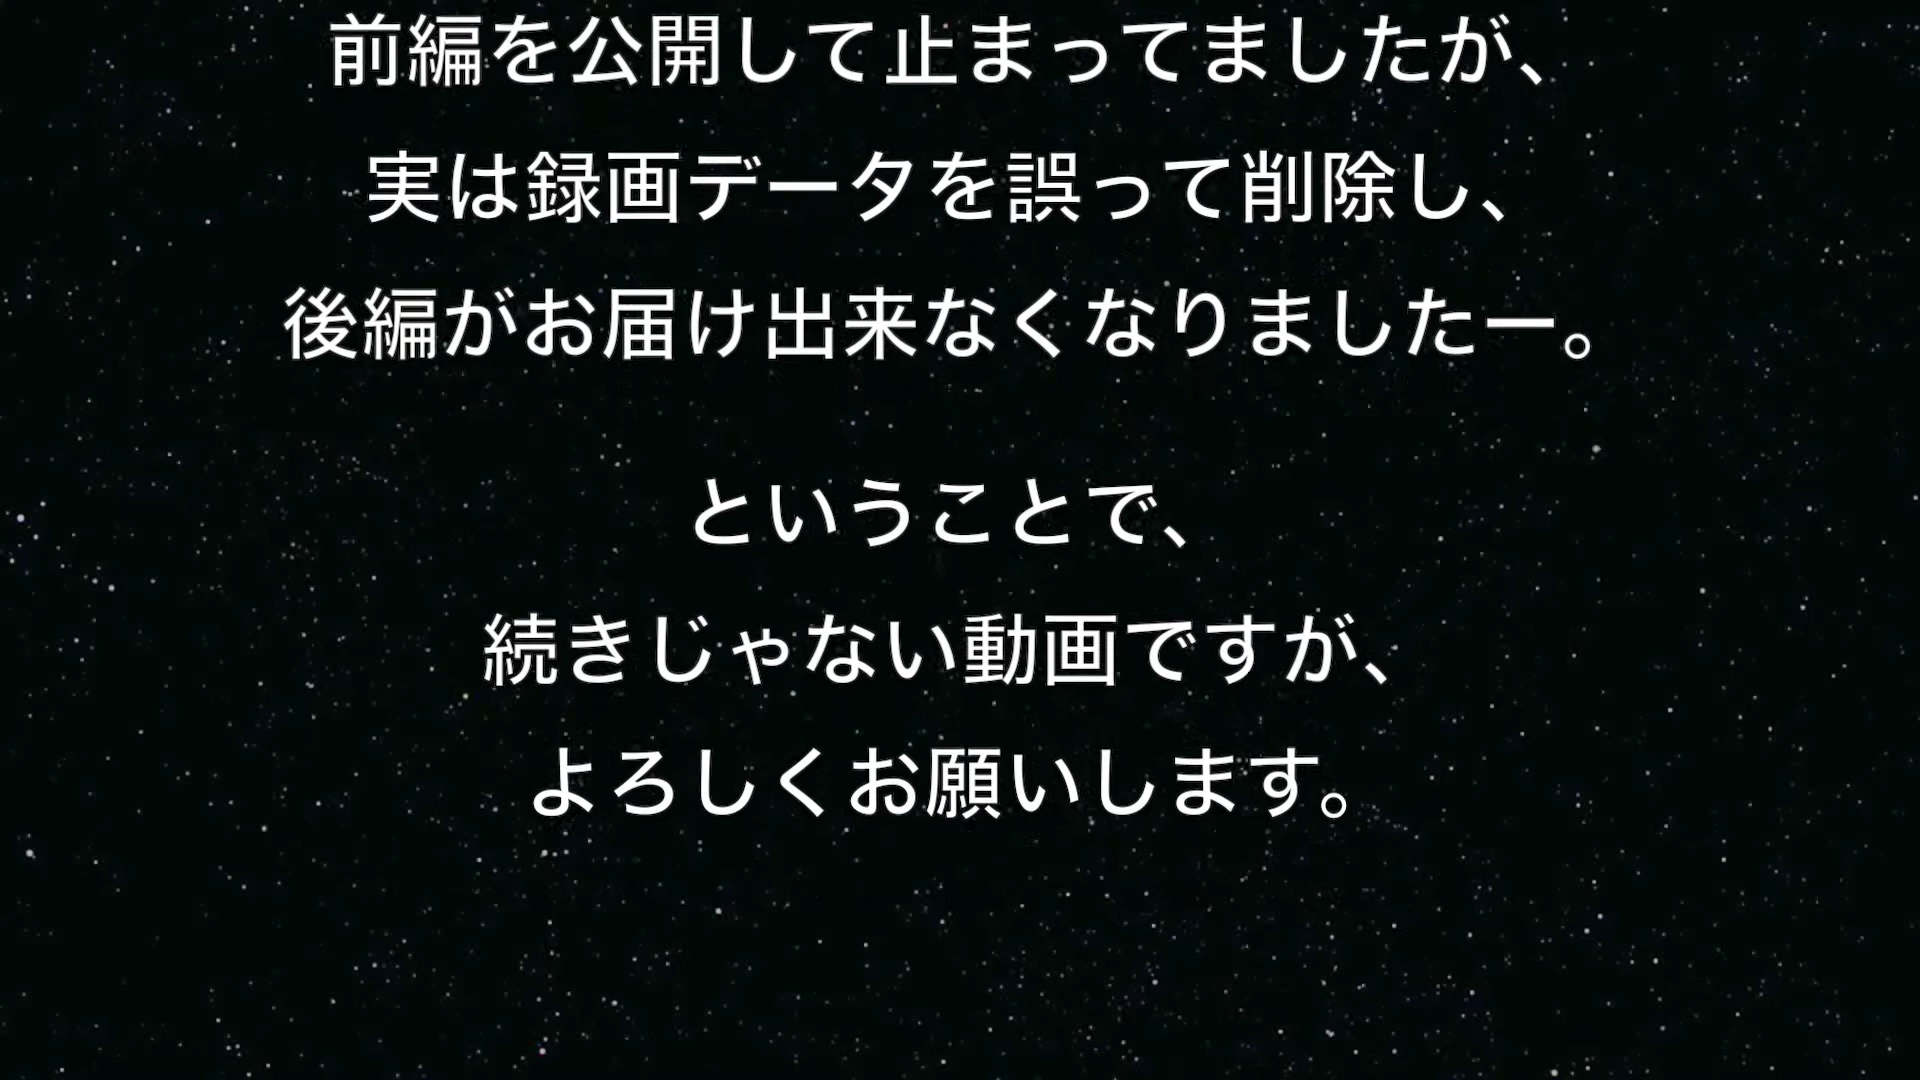 前編を公開して止まってましたが、
実は録画データを誤って削除し、
後編がお届け出来なくなりましたー。
ということで、
続きじゃない動画ですが、
よろしくお願いします。